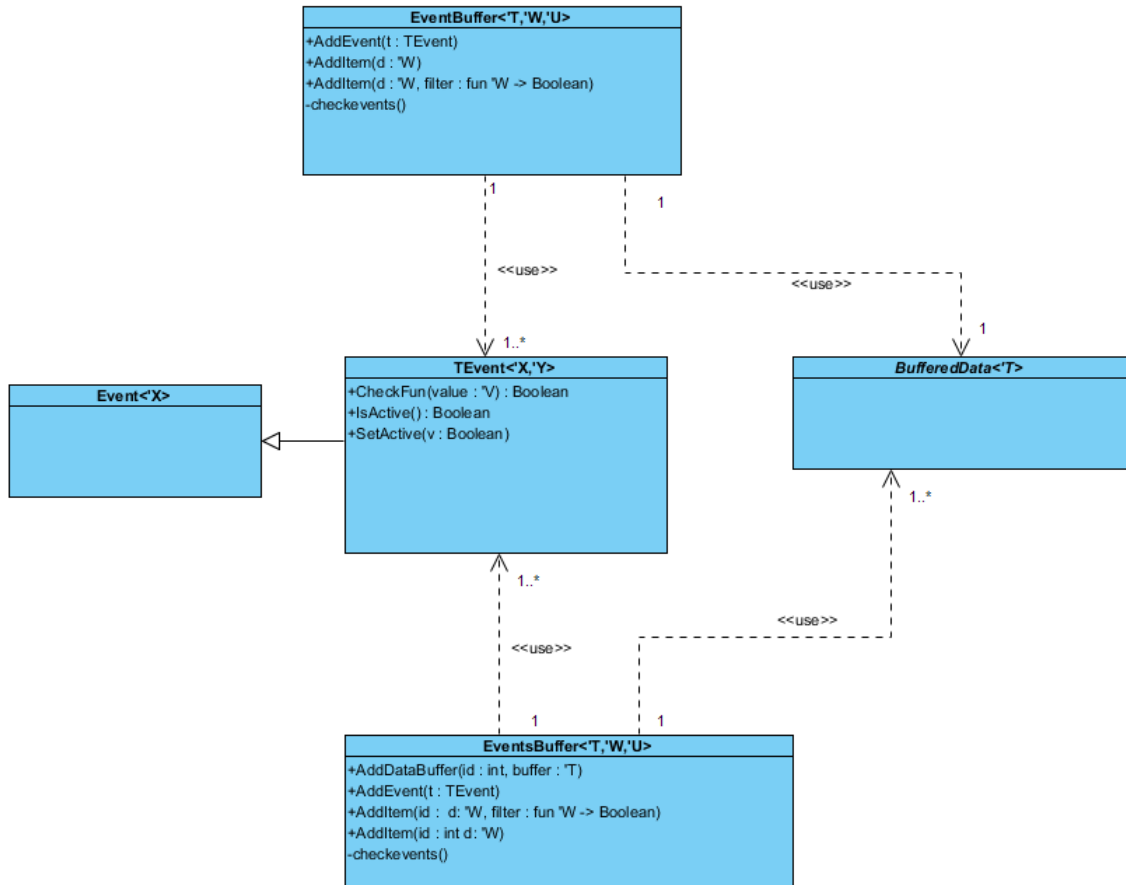 EventBuffer<'T,'W,'U>
+AddEvent(t : TEvent)
+AddItem(d : 'W)
+AddItem(d : 'W, filter : fun 'W -> Boolean)
-checkevents()
1
1
<<use>>
<<use>>
1..*
1
TEvent<'X,'Y>
+CheckFun(value : 'V) : Boolean
+IsActive() : Boolean
+SetActive(v : Boolean)
BufferedData<'T>
Event<'X>
1..*
1..*
<<use>>
<<use>>
1
1
EventsBuffer<'T,'W,'U>
+AddDataBuffer(id : int, buffer : 'T)
+AddEvent(t : TEvent)
+AddItem(id :  d: 'W, filter : fun 'W -> Boolean)
+AddItem(id : int d: 'W)
-checkevents()